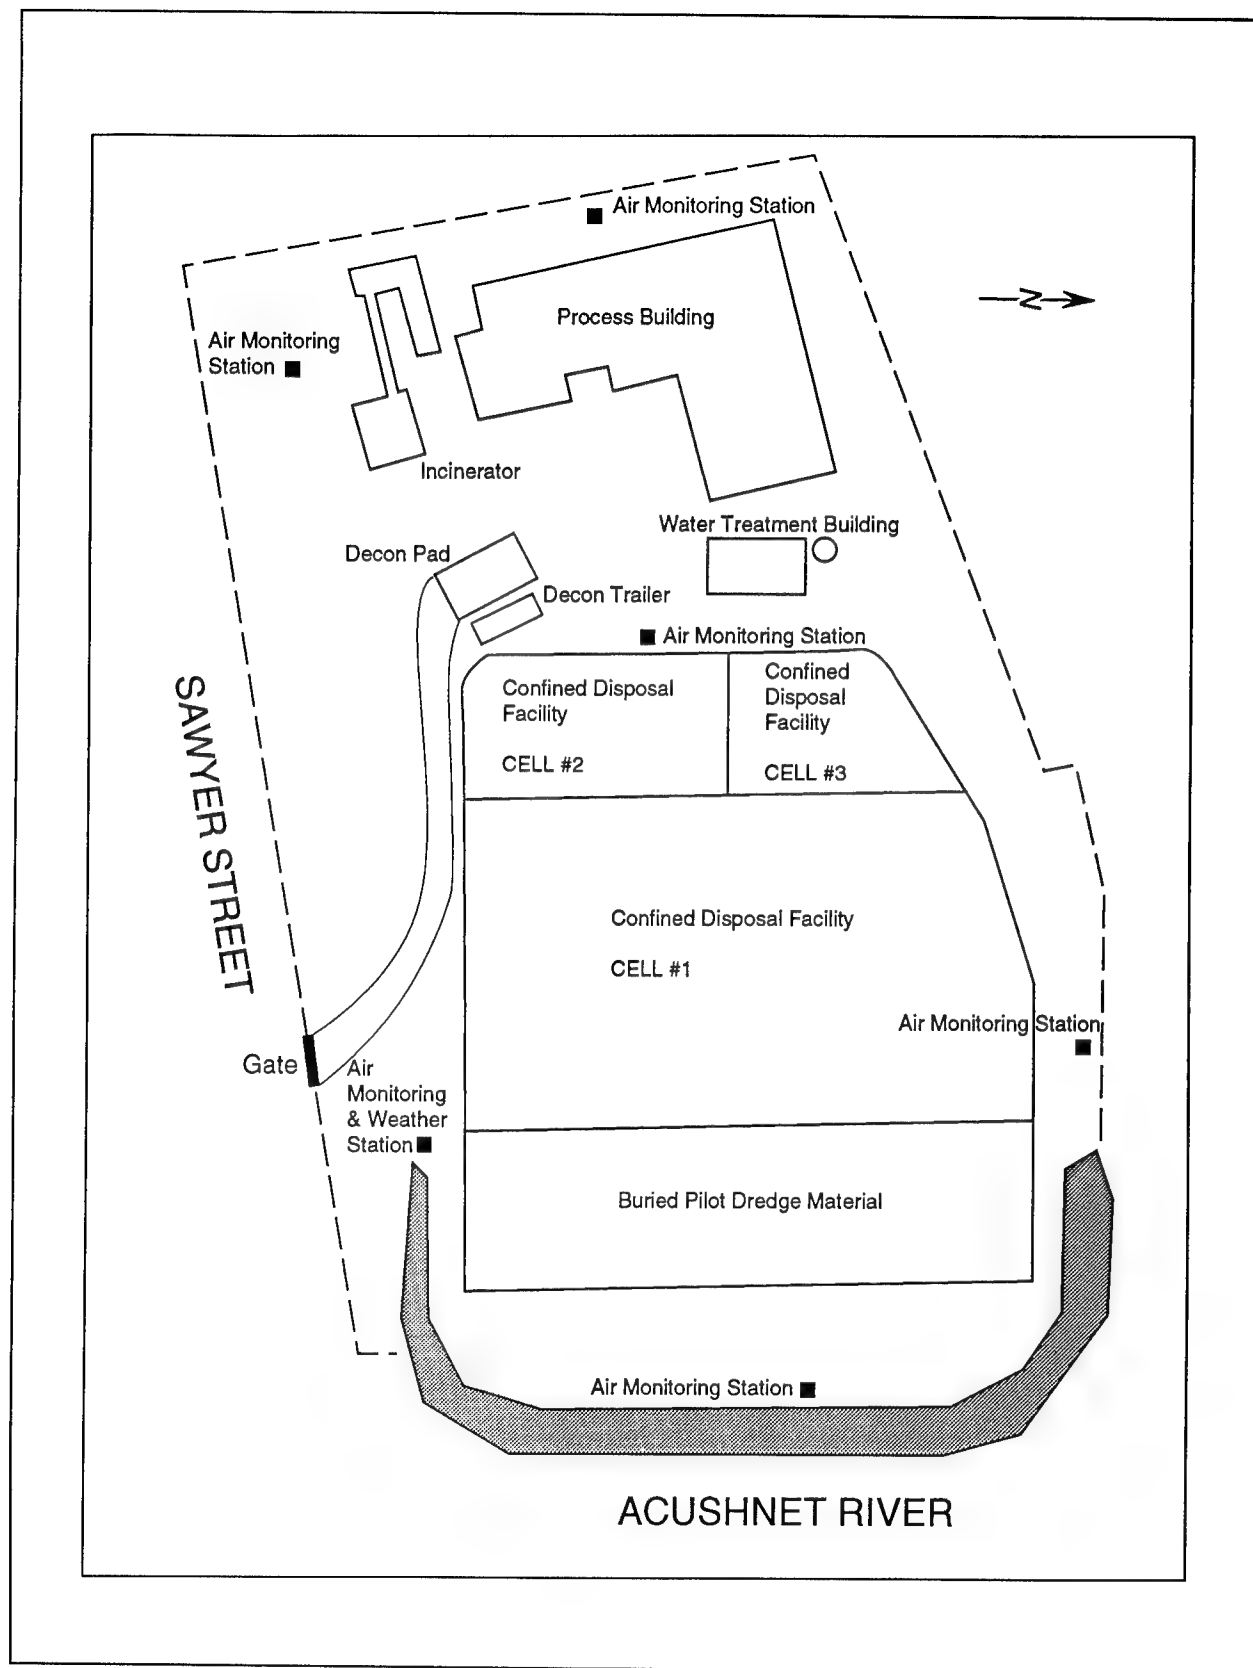 Air Monitoring Station
N
Process Building
Air Monitoring
Station
Incinerator
Water Treatment Building
Decon Pad
Decon Trailer
Air Monitoring Station
Confined Disposal
Facility
CELL #2
Confined
Disposal
Facility
CELL #3
SAWYER STREET
Confined Disposal Facility
CELL #1
Air Monitoring Station
Gate
Air
Monitoring
& Weather
Station
Buried Pilot Dredge Material
Air Monitoring Station
ACUSHNET RIVER